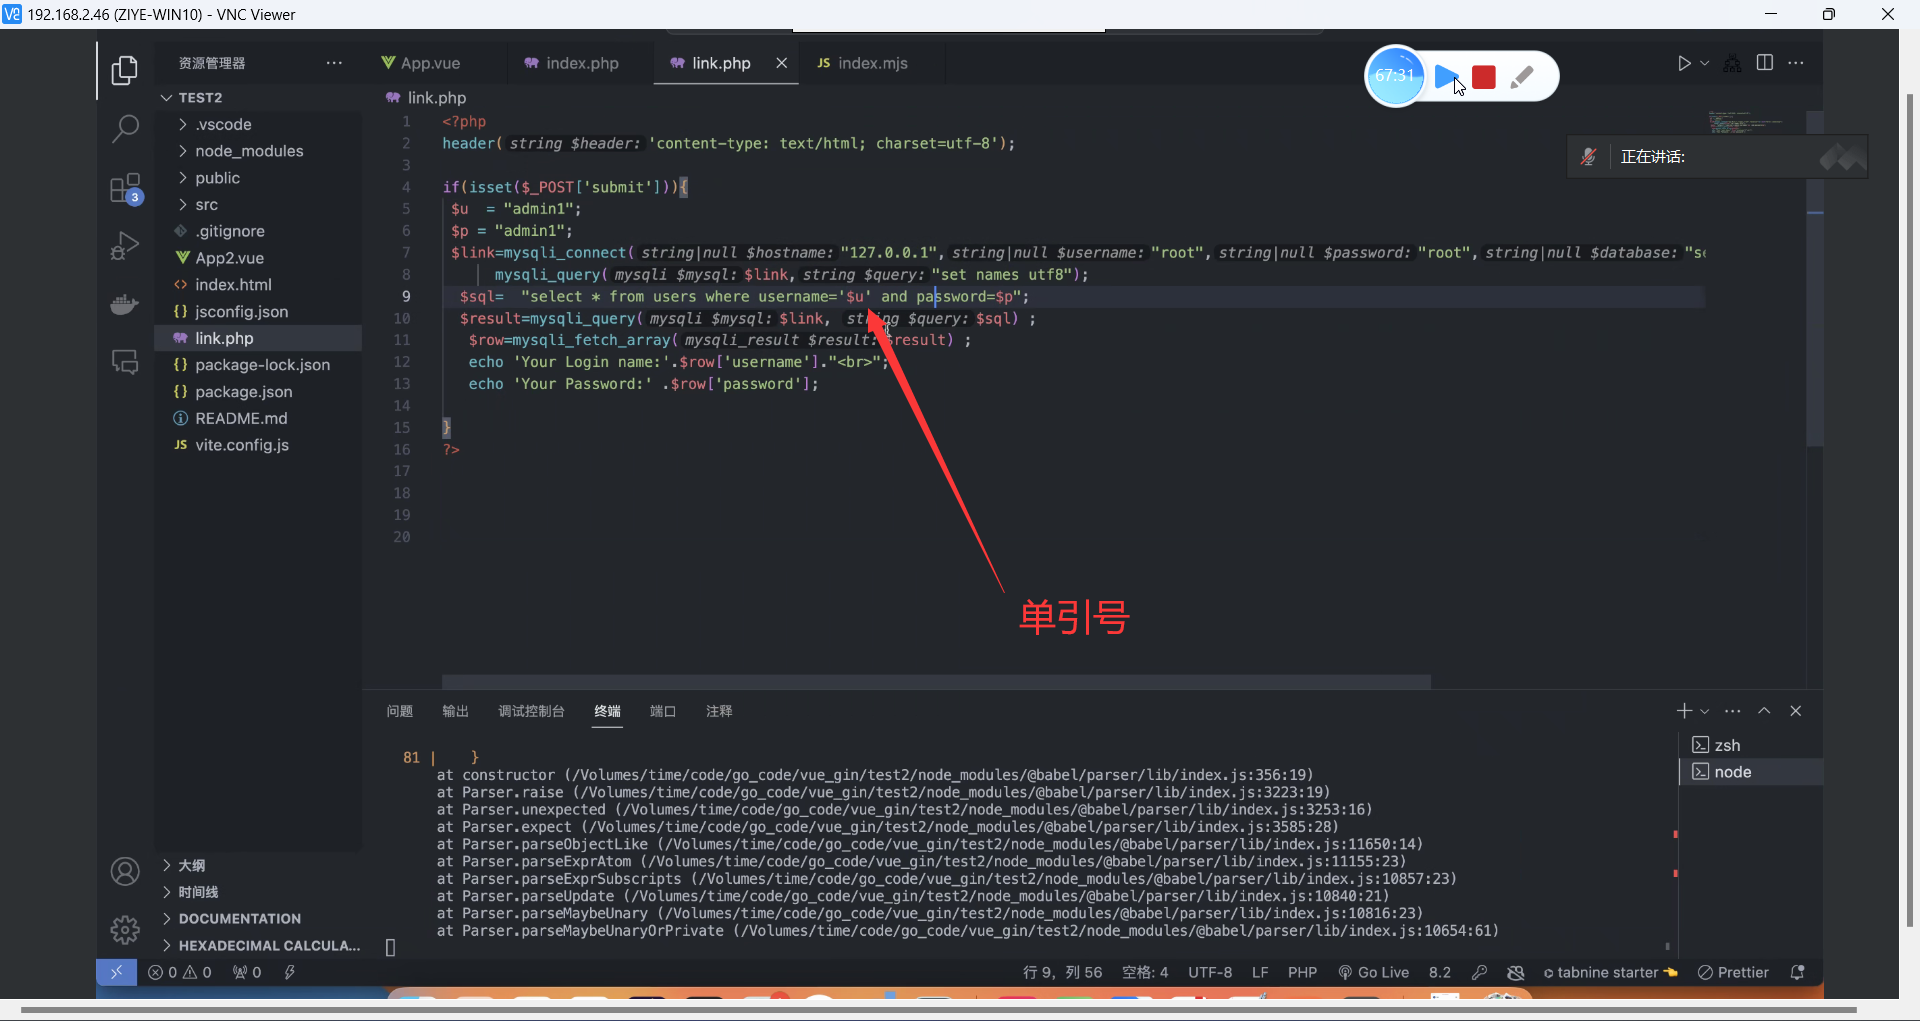 192.168.2.46 (ZIYE-WIN10) - VNC Viewer
资源管理器
App.vue
index.php
link.php
JS index.mjs
67:31
TEST2
link.php
.vscode
node_modules
public
src
.gitignore
App2.vue
index.html
{} jsconfig.json
link.php
{} package-lock.json
{} package.json
README.md
JS vite.config.js
3
正在讲话:
1 <?php
2 header( string $header: 'content-type: text/html; charset=utf-8');
3
4 if(isset($_POST['submit'])){
5 $u = "admin1";
6 $p = "admin1";
7 $link=mysqli_connect( string|null $hostname: "127.0.0.1", string|null $username: "root", string|null $password: "root", string|null $database:
8 mysqli_query( mysqli $mysql: $link, string $query: "set names utf8");
9 $sql= "select * from users where username='$u' and password=$p";
10 $result=mysqli_query( mysqli $mysql: $link, string $query: $sql) ;
11 $row=mysqli_fetch_array( mysqli_result $result: $result) ;
12 echo 'Your Login name:'.$row['username']."<br>";
13 echo 'Your Password:' .$row['password'];
14
15 }
16 ?>
17
18
19
20
单引号
问题 输出 调试控制台 终端 端口 注释
zsh
node
81 | }
at constructor (/Volumes/time/code/go_code/vue_gin/test2/node_modules/@babel/parser/lib/index.js:356:19)
at Parser.raise (/Volumes/time/code/go_code/vue_gin/test2/node_modules/@babel/parser/lib/index.js:3223:19)
at Parser.unexpected (/Volumes/time/code/go_code/vue_gin/test2/node_modules/@babel/parser/lib/index.js:3253:16)
at Parser.expect (/Volumes/time/code/go_code/vue_gin/test2/node_modules/@babel/parser/lib/index.js:3585:28)
at Parser.parseObjectLike (/Volumes/time/code/go_code/vue_gin/test2/node_modules/@babel/parser/lib/index.js:11650:14)
at Parser.parseExprAtom (/Volumes/time/code/go_code/vue_gin/test2/node_modules/@babel/parser/lib/index.js:11155:23)
at Parser.parseExprSubscripts (/Volumes/time/code/go_code/vue_gin/test2/node_modules/@babel/parser/lib/index.js:10857:23)
at Parser.parseUpdate (/Volumes/time/code/go_code/vue_gin/test2/node_modules/@babel/parser/lib/index.js:10840:21)
at Parser.parseMaybeUnary (/Volumes/time/code/go_code/vue_gin/test2/node_modules/@babel/parser/lib/index.js:10816:23)
at Parser.parseMaybeUnaryOrPrivate (/Volumes/time/code/go_code/vue_gin/test2/node_modules/@babel/parser/lib/index.js:10654:61)
大纲
时间线
DOCUMENTATION
HEXADECIMAL CALCULA...
0 0 0 行 9，列 56 空格: 4 UTF-8 LF PHP Go Live 8.2 tabnine starter Prettier